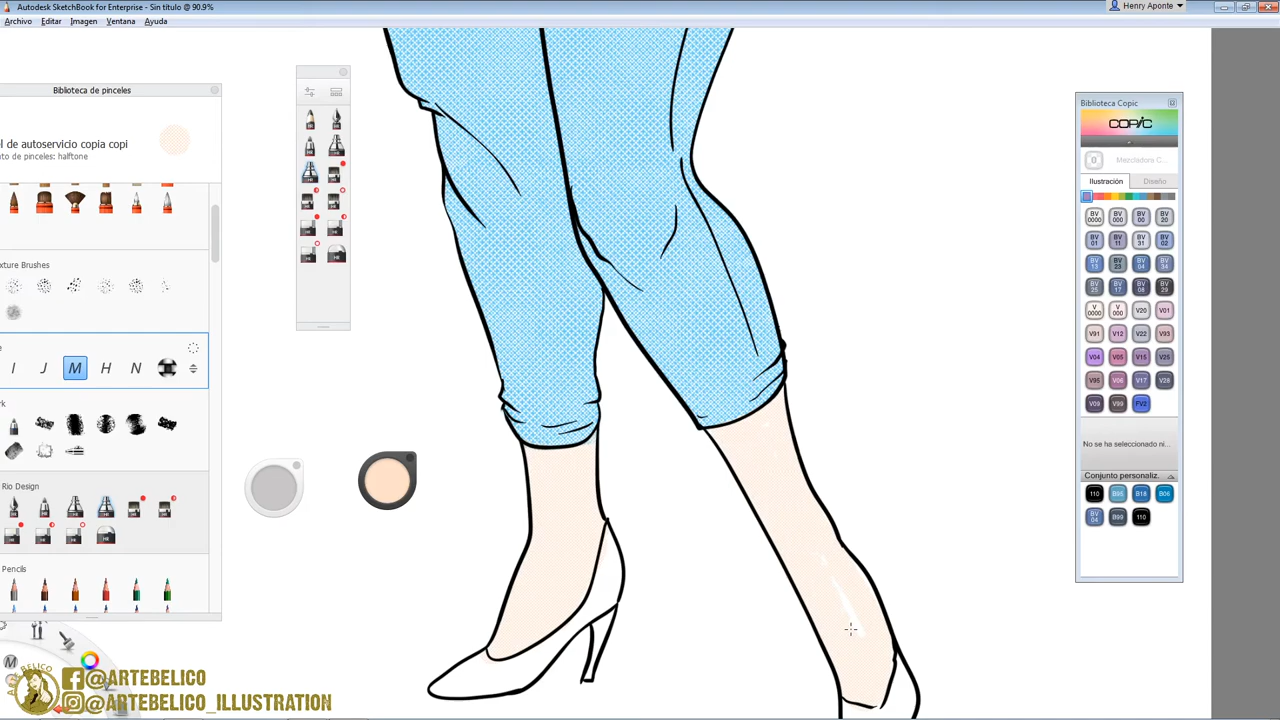 Autodesk SketchBook for Enterprise - Sin título @ 90.9%
Henry Aponte
Archivo Editar Imagen Ventana Ayuda
Biblioteca de pinceles
Biblioteca Copic
COPIC
l de autoservicio copia copi
to de pinceles: halftone
0 Mezcladora C...
Ilustración Diseño
BV 0000 BV 000 BV 00 BV 20
BV 01 BV 11 BV 31 BV 02
BV 13 BV 23 BV 04 BV 34
BV 25 BV 17 BV 08 BV 29
V 0000 V 000 V20 V01
V91 V12 V22 V93
V04 V05 V15 V25
V95 V06 V17 V28
V09 V99 FV2
xture Brushes
I J M H N
rk
No se ha seleccionado ni...
Conjunto personaliz.
110 B95 B18 B06
BV 04 B99 110
Rio Design
Pencils
ARTE BELICO
@ARTEBELICO
@ARTEBELICO_ILLUSTRATION